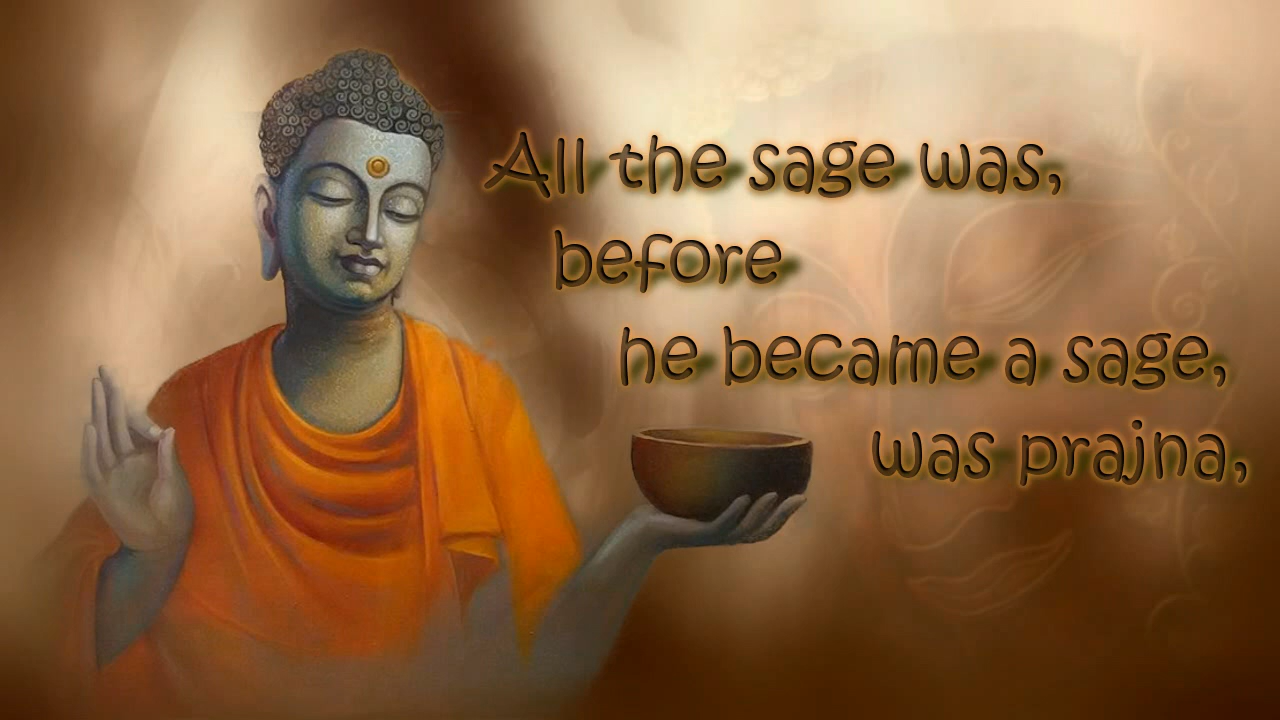 All the sage was,
before
he became a sage,
was prajna,